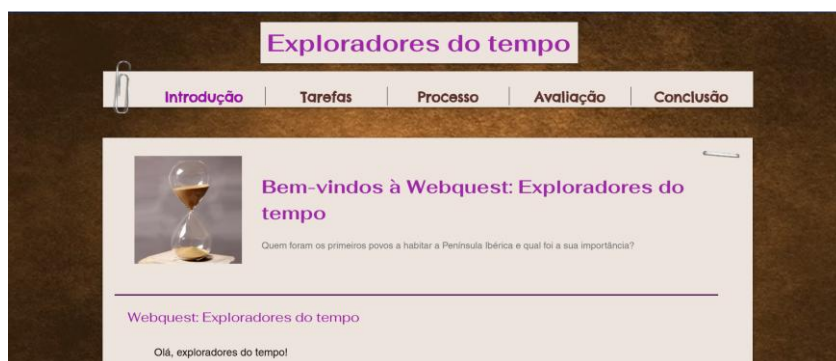 Exploradores do tempo
Introdução Tarefas Processo Avaliação Conclusão
Bem-vindos à Webquest: Exploradores do
tempo
Quem foram os primeiros povos a habitar a Península Ibérica e qual foi a sua importância?
Webquest: Exploradores do tempo
Olá, exploradores do tempo!